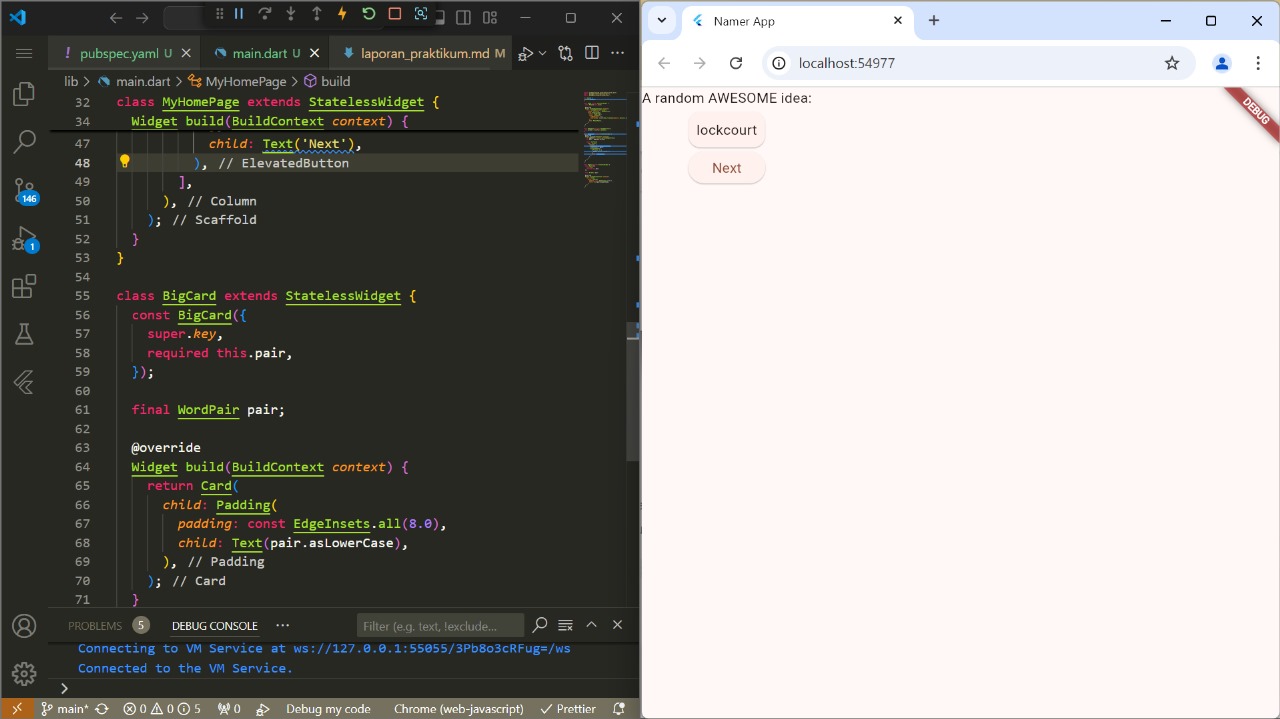 pubspec.yaml U
main.dart U
laporan_praktikum.md M
lib > main.dart > MyHomePage > build
32 class MyHomePage extends StatelessWidget {
34 Widget build(BuildContext context) {
47 child: Text('Next'),
48 ), // ElevatedButton
49 ],
50 ), // Column
51 ); // Scaffold
52 }
53 }
54
55 class BigCard extends StatelessWidget {
56 const BigCard({
57 super.key,
58 required this.pair,
59 });
60
61 final WordPair pair;
62
63 @override
64 Widget build(BuildContext context) {
65 return Card(
66 child: Padding(
67 padding: const EdgeInsets.all(8.0),
68 child: Text(pair.asLowerCase),
69 ), // Padding
70 ); // Card
71 }
146
1
PROBLEMS 5 DEBUG CONSOLE
Filter (e.g. text, !exclude...
Connecting to VM Service at ws://127.0.0.1:55055/3Pb8o3cRFug=/ws
Connected to the VM Service.
main* 0 0 5 0 Debug my code Chrome (web-javascript) Prettier
Namer App
localhost:54977
A random AWESOME idea:
DEBUG
lockcourt
Next